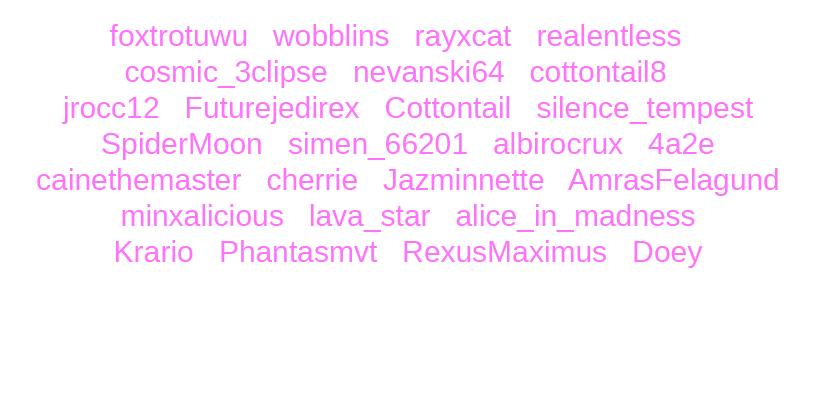 foxtrotuwu wobblins rayxcat realentless
cosmic_3clipse nevanski64 cottontail8
jrocc12 Futurejedirex Cottontail silence_tempest
SpiderMoon simen_66201 albirocrux 4a2e
cainethemaster cherrie Jazminnette AmrasFelagund
minxalicious lava_star alice_in_madness
Krario Phantasmvt RexusMaximus Doey